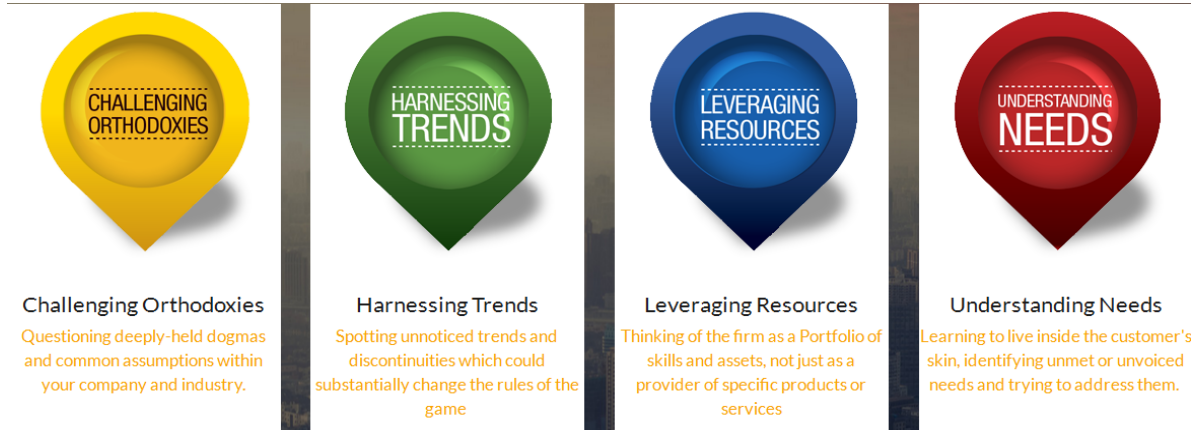 CHALLENGING
ORTHODOXIES
HARNESSING
TRENDS
LEVERAGING
RESOURCES
UNDERSTANDING
NEEDS
Challenging Orthodoxies
Questioning deeply-held dogmas
and common assumptions within
your company and industry.
Harnessing Trends
Spotting unnoticed trends and
discontinuities which could
substantially change the rules of the
game
Leveraging Resources
Thinking of the firm as a Portfolio of
skills and assets, not just as a
provider of specific products or
services
Understanding Needs
Learning to live inside the customer's
skin, identifying unmet or unvoiced
needs and trying to address them.